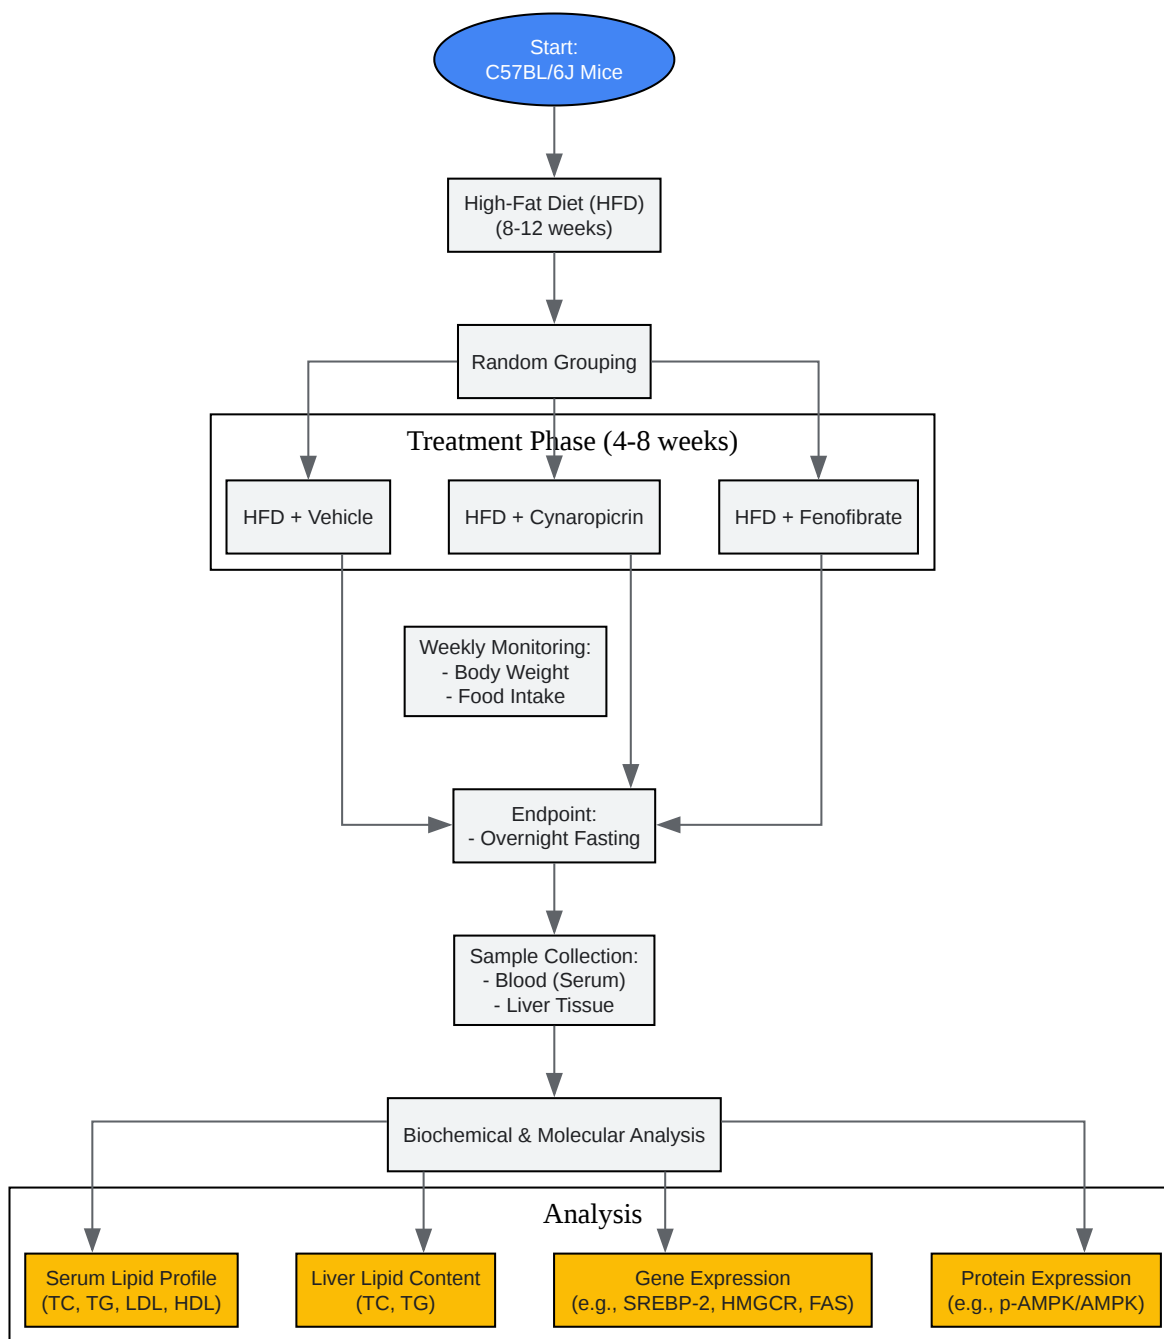 Start:
C57BL/6J Mice
High-Fat Diet (HFD)
(8-12 weeks)
Random Grouping
Treatment Phase (4-8 weeks)
HFD + Vehicle
HFD + Cynaropicrin
HFD + Fenofibrate
Weekly Monitoring:
- Body Weight
- Food Intake
Endpoint:
- Overnight Fasting
Sample Collection:
- Blood (Serum)
- Liver Tissue
Biochemical & Molecular Analysis
Analysis
Serum Lipid Profile
(TC, TG, LDL, HDL)
Liver Lipid Content
(TC, TG)
Gene Expression
(e.g., SREBP-2, HMGCR, FAS)
Protein Expression
(e.g., p-AMPK/AMPK)